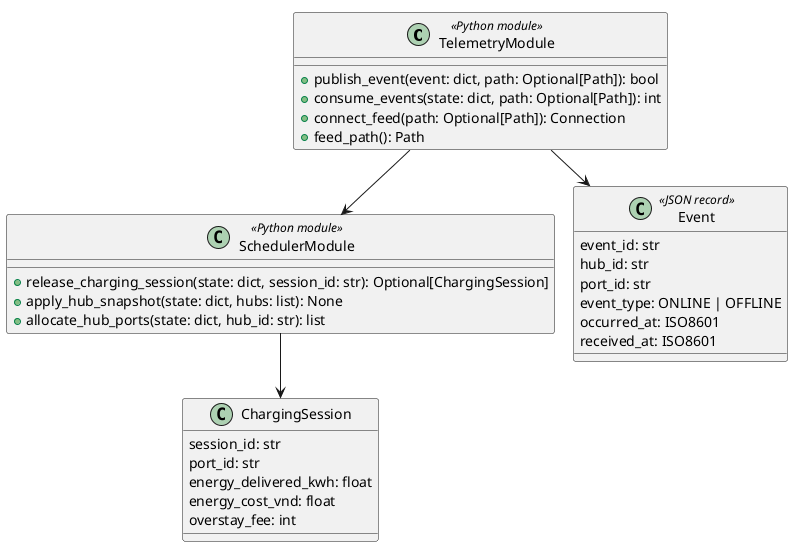 C
«Python module»
TelemetryModule
publish_event(event: dict, path: Optional[Path]): bool
consume_events(state: dict, path: Optional[Path]): int
connect_feed(path: Optional[Path]): Connection
feed_path(): Path
C
«Python module»
SchedulerModule
release_charging_session(state: dict, session_id: str): Optional[ChargingSession]
apply_hub_snapshot(state: dict, hubs: list): None
allocate_hub_ports(state: dict, hub_id: str): list
C
«JSON record»
Event
event_id: str
hub_id: str
port_id: str
event_type: ONLINE | OFFLINE
occurred_at: ISO8601
received_at: ISO8601
C
ChargingSession
session_id: str
port_id: str
energy_delivered_kwh: float
energy_cost_vnd: float
overstay_fee: int